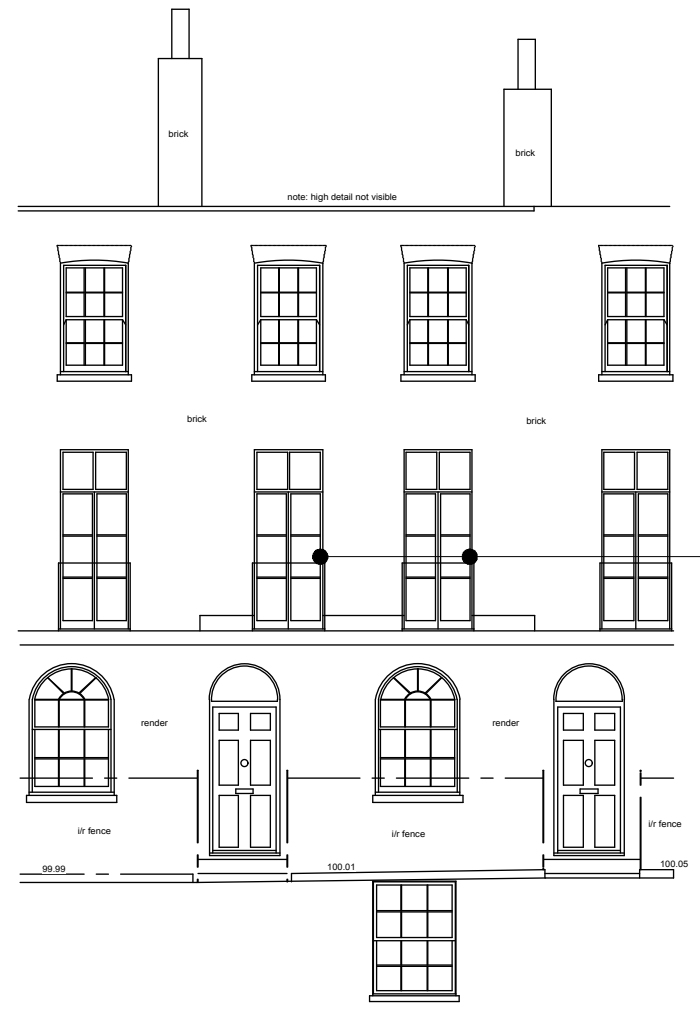 brick
brick
note: high detail not visible
brick
brick
render
render
i/r fence
i/r fence
i/r fence
99.99
100.01
100.05